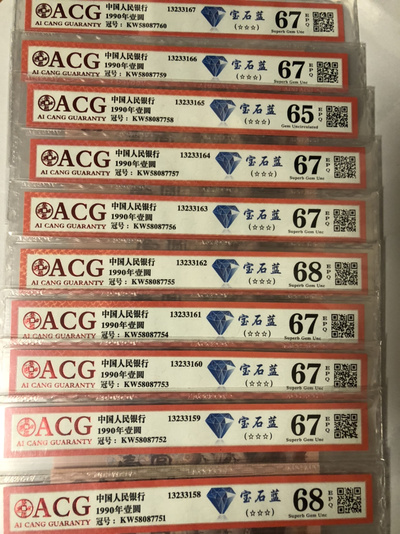 ACG
AI CANG GUARANTY
中国人民银行 13233167
1990年壹圆
冠号：KW58087760
宝石蓝
(☆☆☆)
67 EPQ
Superb Gem Unc
ACG
AI CANG GUARANTY
中国人民银行 13233166
1990年壹圆
冠号：KW58087759
宝石蓝
(☆☆☆)
67 EPQ
Superb Gem Unc
ACG
AI CANG GUARANTY
中国人民银行 13233165
1990年壹圆
冠号：KW58087758
宝石蓝
(☆☆☆)
65 EPQ
Gem Uncirculated
ACG
AI CANG GUARANTY
中国人民银行 13233164
1990年壹圆
冠号：KW58087757
宝石蓝
(☆☆☆)
67 EPQ
Superb Gem Unc
ACG
AI CANG GUARANTY
中国人民银行 13233163
1990年壹圆
冠号：KW58087756
宝石蓝
(☆☆☆)
67 EPQ
Superb Gem Unc
ACG
AI CANG GUARANTY
中国人民银行 13233162
1990年壹圆
冠号：KW58087755
宝石蓝
(☆☆☆)
68 EPQ
Superb Gem Unc
ACG
AI CANG GUARANTY
中国人民银行 13233161
1990年壹圆
冠号：KW58087754
宝石蓝
(☆☆☆)
67 EPQ
Superb Gem Unc
ACG
AI CANG GUARANTY
中国人民银行 13233160
1990年壹圆
冠号：KW58087753
宝石蓝
(☆☆☆)
67 EPQ
Superb Gem Unc
ACG
AI CANG GUARANTY
中国人民银行 13233159
1990年壹圆
冠号：KW58087752
宝石蓝
(☆☆☆)
67 EPQ
Superb Gem Unc
ACG
AI CANG GUARANTY
中国人民银行 13233158
1990年壹圆
冠号：KW58087751
宝石蓝
(☆☆☆)
68 EPQ
Superb Gem Unc